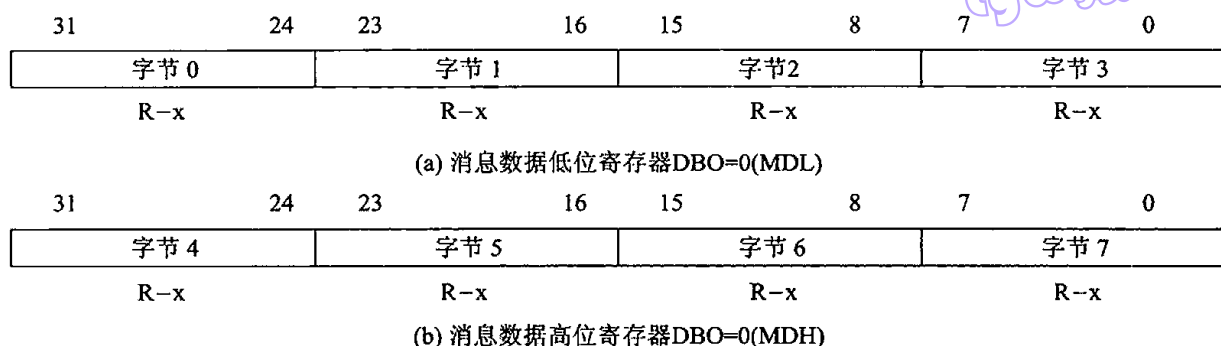 31 24 23 16 15 8 7 0
字节 0 字节 1 字节2 字节 3
R-x R-x R-x R-x
(a) 消息数据低位寄存器DBO=0(MDL)
31 24 23 16 15 8 7 0
字节 4 字节 5 字节 6 字节 7
R-x R-x R-x R-x
(b) 消息数据高位寄存器DBO=0(MDH)